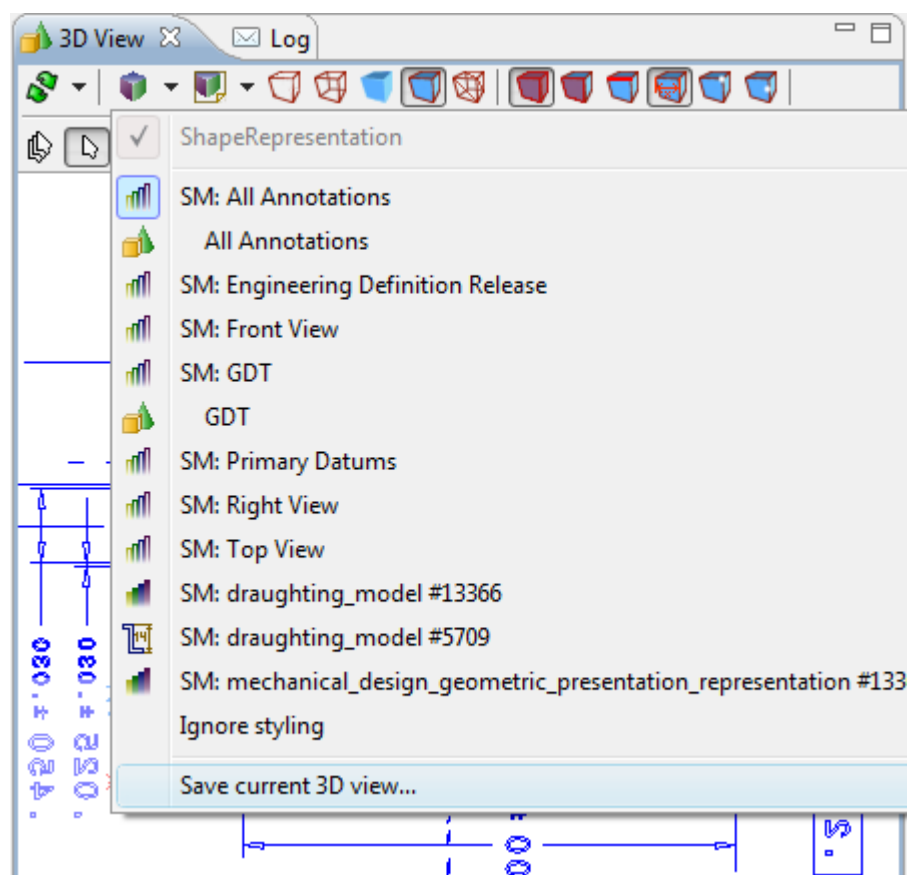 3D View
Log
ShapeRepresentation
SM: All Annotations
All Annotations
SM: Engineering Definition Release
SM: Front View
SM: GDT
GDT
SM: Primary Datums
SM: Right View
SM: Top View
SM: draughting_model #13366
SM: draughting_model #5709
SM: mechanical_design_geometric_presentation_representation #133
Ignore styling
Save current 3D view...